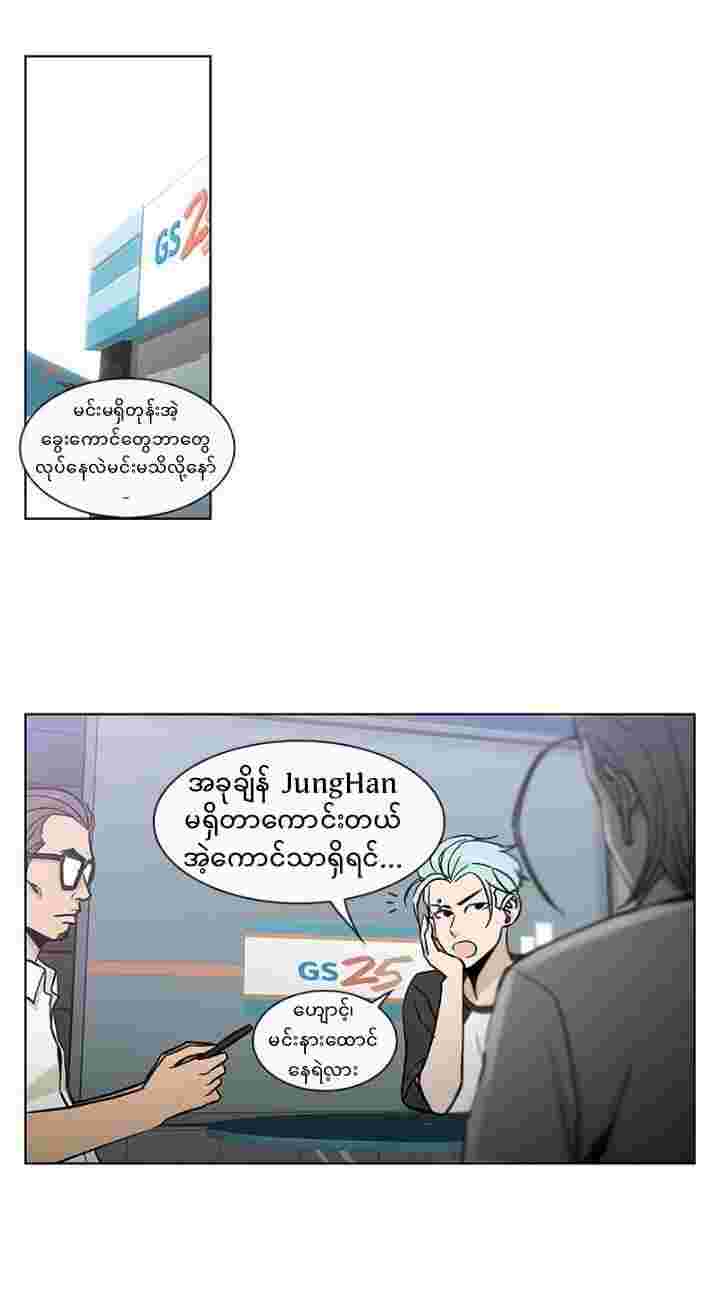 GS25
မင်းမရှိတုန်းအဲ့
ခွေးကောင်တွေဘာတွေ
လုပ်နေလဲမင်းမသိလို့နော်
-
အခုချိန် JungHan
မရှိတာကောင်းတယ်
အဲ့ကောင်သာရှိရင်...
GS25
ဟျောင့်၊
မင်းနားထောင်
နေရဲ့လား